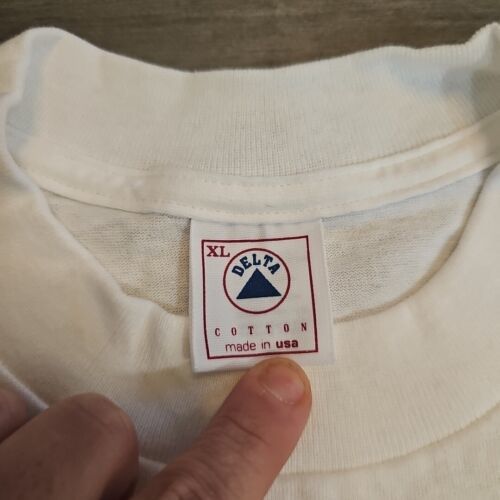 XL
DELTA
COTTON
made in usa